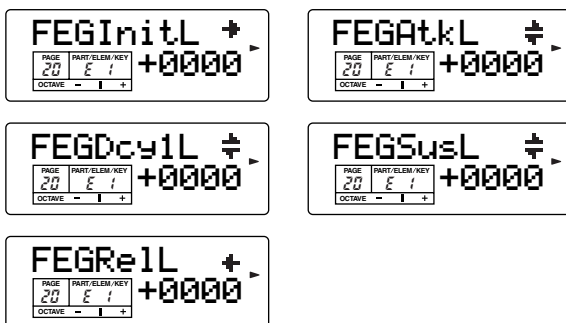 FEGInitL
PAGE PART/ELEM/KEY
20 E 1 +0000
OCTAVE – +
FEGAtkL
PAGE PART/ELEM/KEY
20 E 1 +0000
OCTAVE – +
FEGDcy1L
PAGE PART/ELEM/KEY
20 E 1 +0000
OCTAVE – +
FEGSusL
PAGE PART/ELEM/KEY
20 E 1 +0000
OCTAVE – +
FEGRelL
PAGE PART/ELEM/KEY
20 E 1 +0000
OCTAVE – +